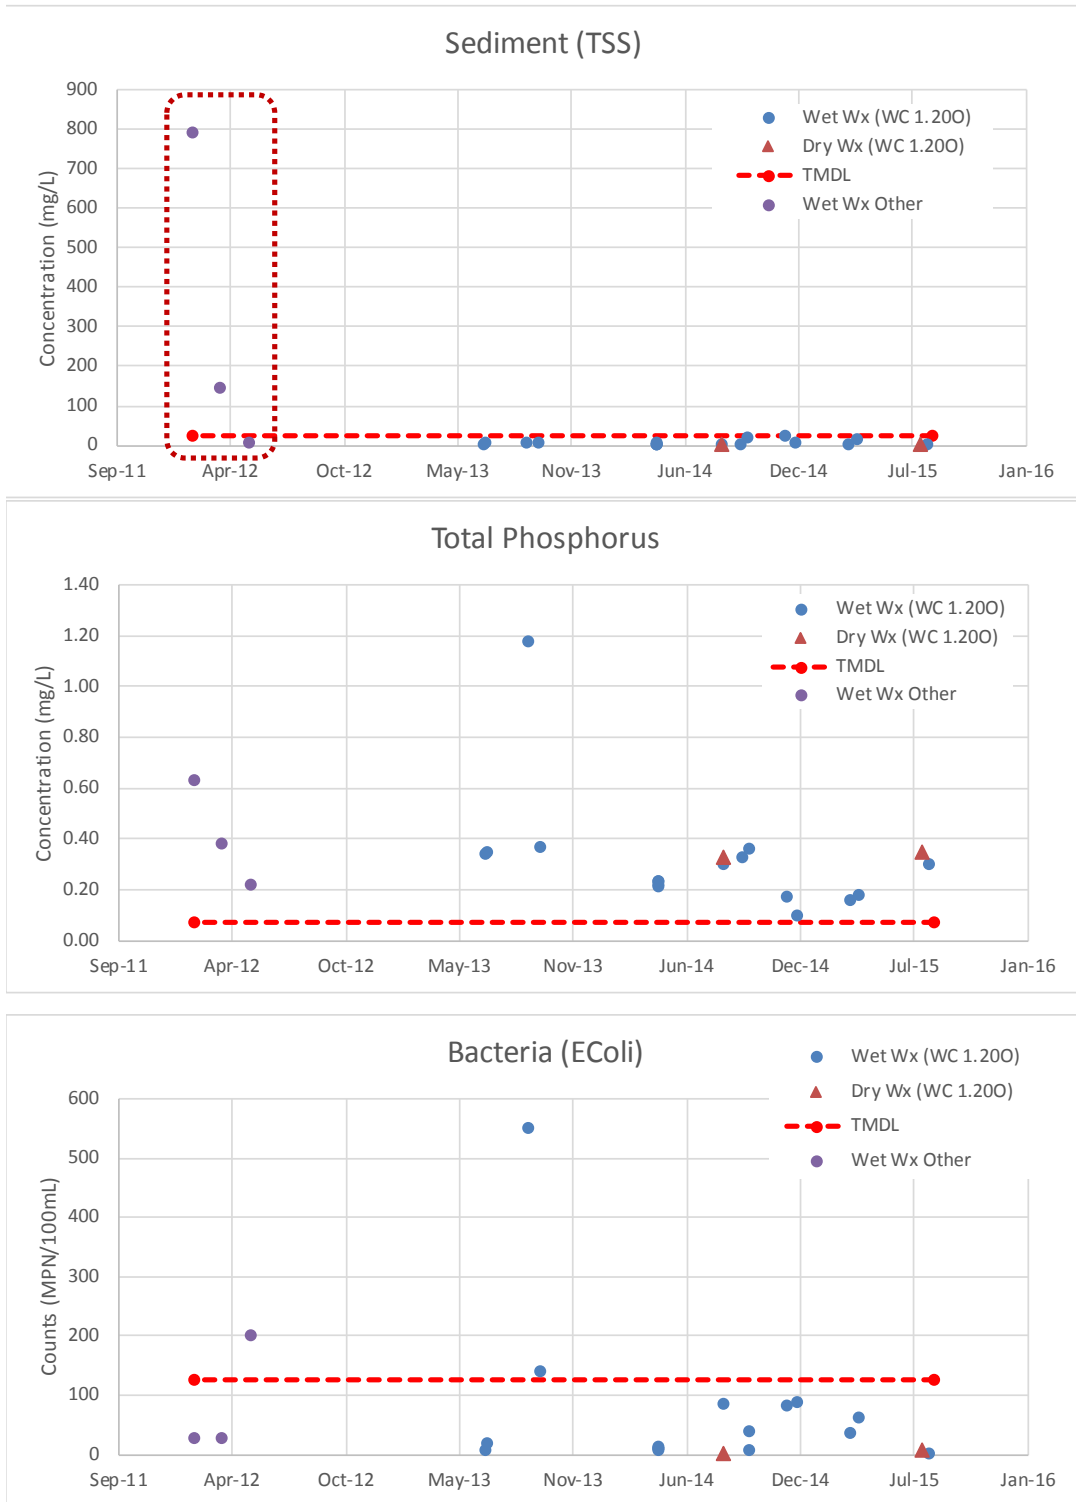 Sediment (TSS)
900
800
700
600
500
400
300
200
100
0
Concentration (mg/L)
Wet Wx (WC 1.20O)
Dry Wx (WC 1.20O)
TMDL
Wet Wx Other
Sep-11 Apr-12 Oct-12 May-13 Nov-13 Jun-14 Dec-14 Jul-15 Jan-16
Total Phosphorus
1.40
1.20
1.00
0.80
0.60
0.40
0.20
0.00
Concentration (mg/L)
Wet Wx (WC 1.20O)
Dry Wx (WC 1.20O)
TMDL
Wet Wx Other
Sep-11 Apr-12 Oct-12 May-13 Nov-13 Jun-14 Dec-14 Jul-15 Jan-16
Bacteria (EColi)
600
500
400
300
200
100
0
Counts (MPN/100mL)
Wet Wx (WC 1.20O)
Dry Wx (WC 1.20O)
TMDL
Wet Wx Other
Sep-11 Apr-12 Oct-12 May-13 Nov-13 Jun-14 Dec-14 Jul-15 Jan-16